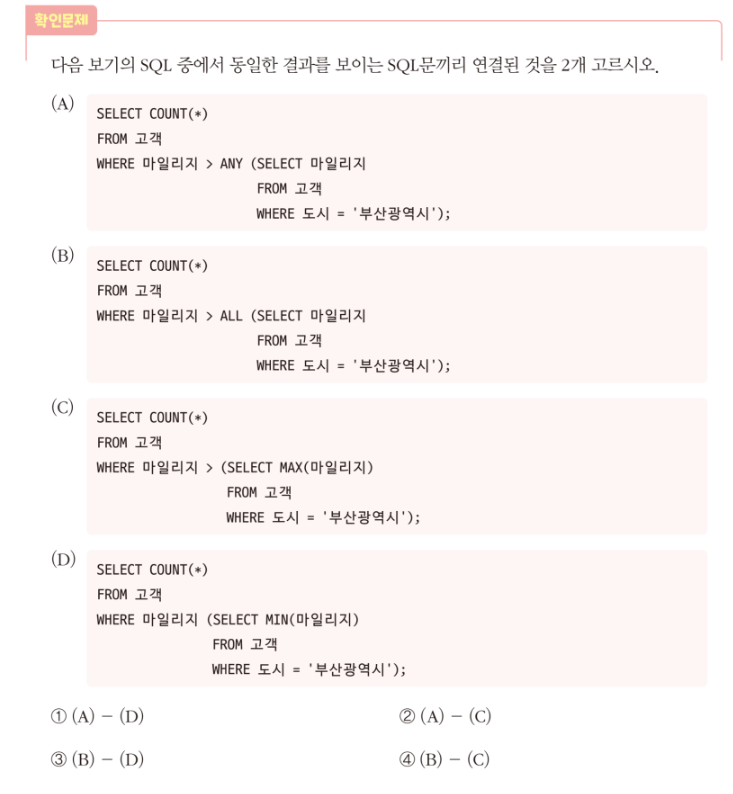 확인문제
다음 보기의 SQL 중에서 동일한 결과를 보이는 SQL문끼리 연결된 것을 2개 고르시오.
(A)
SELECT COUNT(*)
FROM 고객
WHERE 마일리지 > ANY (SELECT 마일리지
FROM 고객
WHERE 도시 = '부산광역시');
(B)
SELECT COUNT(*)
FROM 고객
WHERE 마일리지 > ALL (SELECT 마일리지
FROM 고객
WHERE 도시 = '부산광역시');
(C)
SELECT COUNT(*)
FROM 고객
WHERE 마일리지 > (SELECT MAX(마일리지)
FROM 고객
WHERE 도시 = '부산광역시');
(D)
SELECT COUNT(*)
FROM 고객
WHERE 마일리지 (SELECT MIN(마일리지)
FROM 고객
WHERE 도시 = '부산광역시');
① (A) − (D) ② (A) − (C)
③ (B) − (D) ④ (B) − (C)